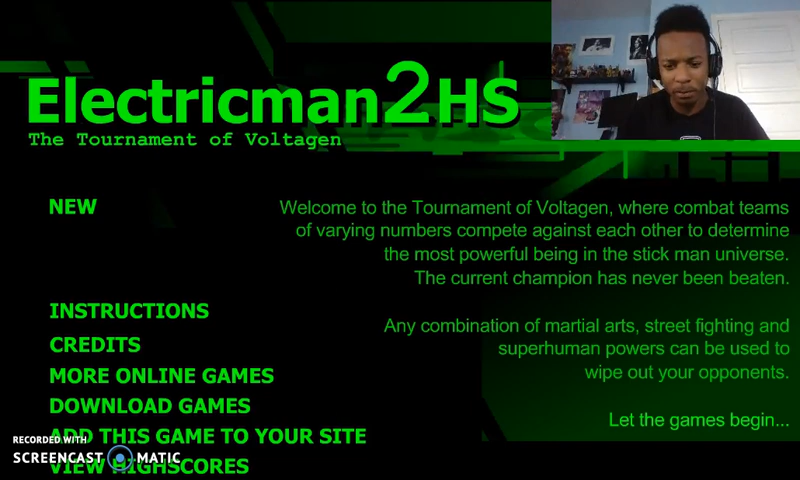 Electricman2HS
The Tournament of Voltagen
NEW
Welcome to the Tournament of Voltagen, where combat teams
of varying numbers compete against each other to determine
the most powerful being in the stick man universe.
The current champion has never been beaten.
INSTRUCTIONS
Any combination of martial arts, street fighting and
CREDITS
superhuman powers can be used to
MORE ONLINE GAMES
wipe out your opponents.
DOWNLOAD GAMES
Let the games begin...
ADD THIS GAME TO YOUR SITE
RECORDED WITH
SCREENCAST MATIC
VIEW HIGHSCORES